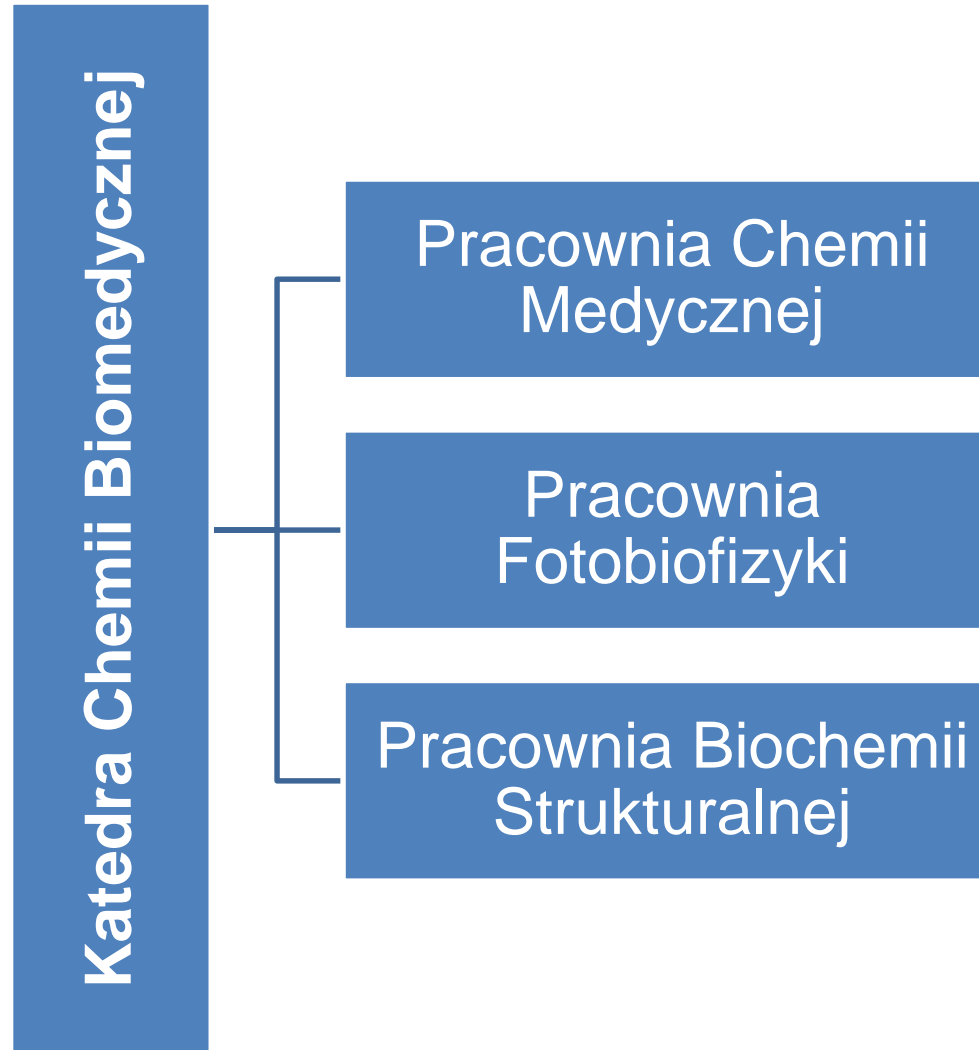 Katedra Chemii Biomedycznej
Pracownia Chemii
Medycznej
Pracownia
Fotobiofizyki
Pracownia Biochemii
Strukturalnej